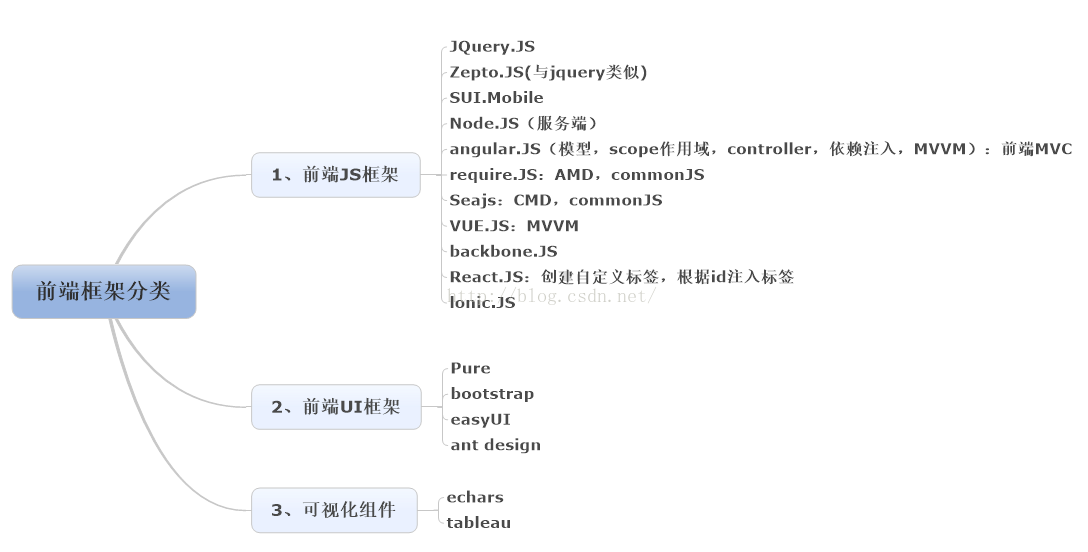 前端框架分类
1、前端JS框架
JQuery.JS
Zepto.JS(与jquery类似)
SUI.Mobile
Node.JS（服务端）
angular.JS（模型，scope作用域，controller，依赖注入，MVVM）：前端MVC
require.JS：AMD，commonJS
Seajs：CMD，commonJS
VUE.JS：MVVM
backbone.JS
React.JS：创建自定义标签，根据id注入标签
http://blog.csdn.net/
Ionic.JS
2、前端UI框架
Pure
bootstrap
easyUI
ant design
3、可视化组件
echars
tableau